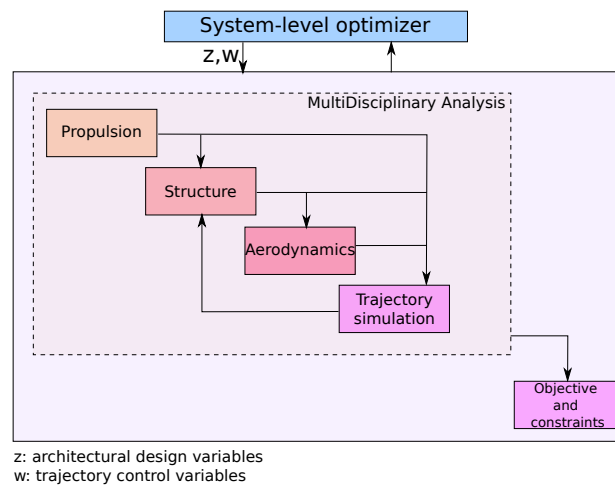 System-level optimizer
z,w
MultiDisciplinary Analysis
Propulsion
Structure
Aerodynamics
Trajectory
simulation
Objective
and
constraints
z: architectural design variables
w: trajectory control variables